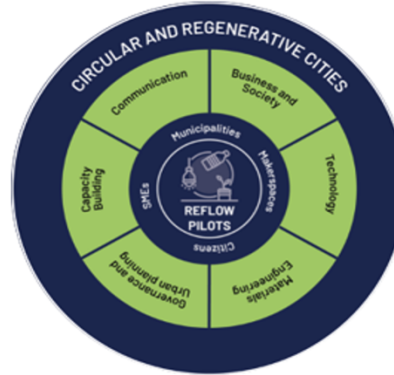 CIRCULAR AND REGENERATIVE CITIES
Communication
Business and
Society
Technology
Materials
Engineering
Governance and
Urban planning
Capacity
Building
Municipalities
Makerspaces
Citizens
SMEs
REFLOW
PILOTS